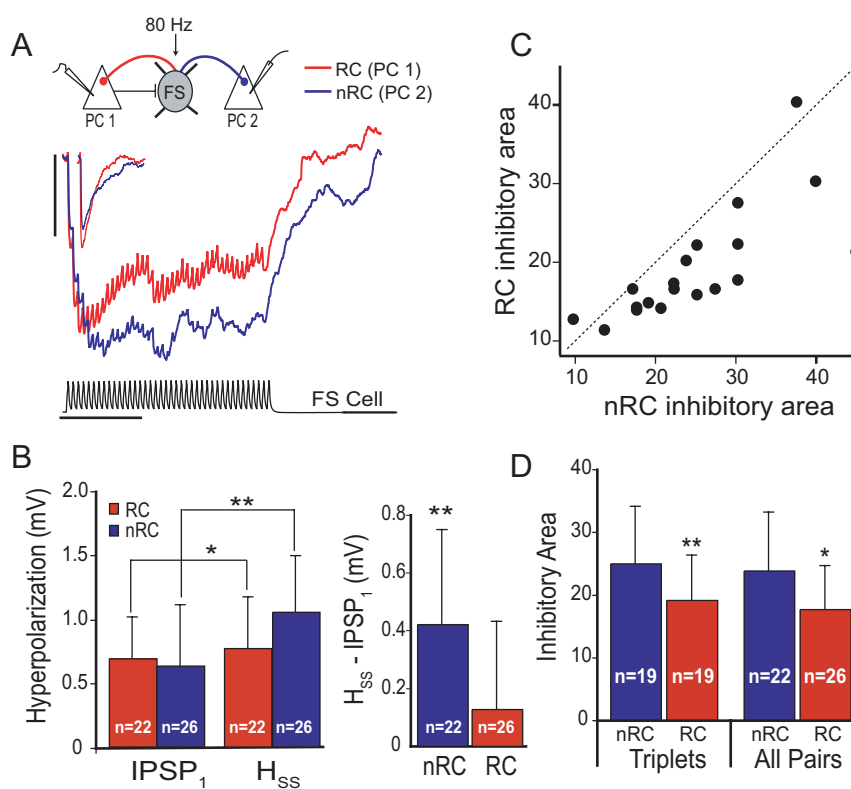 A
80 Hz
FS
PC 1
PC 2
RC (PC 1)
nRC (PC 2)
FS Cell
B
Hyperpolarization (mV)
2.0
1.5
1.0
0.5
0
RC
nRC
*
**
n=22
n=26
n=22
n=26
IPSP1
HSS
HSS - IPSP1 (mV)
0.8
0.4
0.2
0
**
n=22
n=26
nRC
RC
C
RC inhibitory area
40
30
20
10
10
20
30
40
nRC inhibitory area
D
Inhibitory Area
40
30
20
10
0
**
*
n=19
n=19
n=22
n=26
nRC
RC
nRC
RC
Triplets
All Pairs